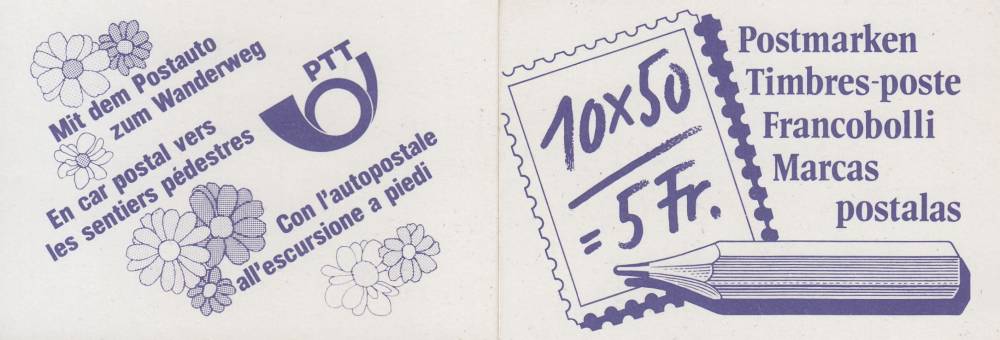 Mit dem Postauto
zum Wanderweg
PTT
En car postal vers
les sentiers pédestres
Con l'autopostale
all'escursione a piedi
10x50
= 5 Fr.
Postmarken
Timbres-poste
Francobolli
Marcas
postalas